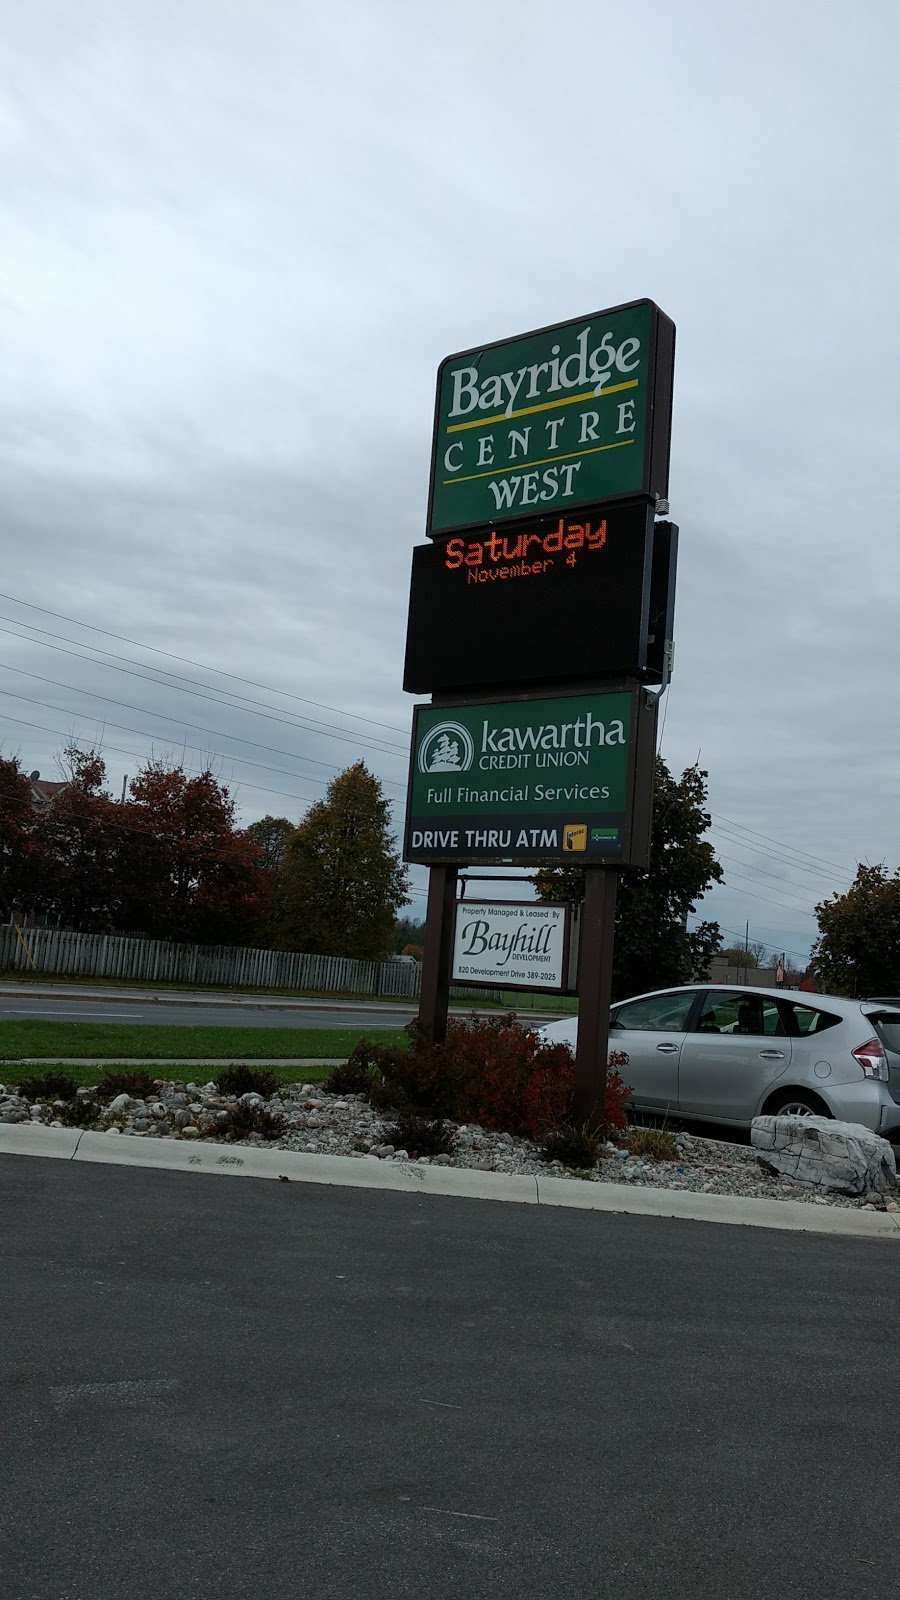 Bayridge
CENTRE
WEST
Saturday
November 4
kawartha
CREDIT UNION
Full Financial Services
DRIVE THRU ATM
Interac
Property Managed & Leased By
Bayhill
DEVELOPMENT
820 Development Drive 389-2025